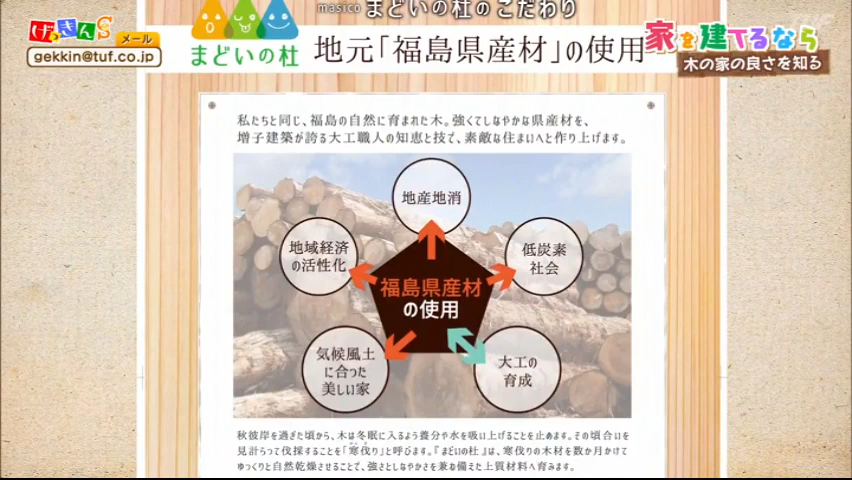 げっきんS
メール
gekkin@tuf.co.jp
masico まどいの杜のこだわり
まどいの杜
地元「福島県産材」の使用
家を建てるなら
木の家の良さを知る
私たちと同じ、福島の自然に育まれた木。強くてしなやかな県産材を、
増子建築が誇る大工職人の知恵と技で、素敵な住まいへと作り上げます。
地産地消
地域経済
の活性化
低炭素
社会
福島県産材
の使用
気候風土
に合った
美しい家
大工の
育成
秋彼岸を過ぎた頃から、木は冬眠に入るよう養分や水を吸い上げることを止めます。その頃合いを
見計らって伐採することを「寒伐り」と呼びます。『まどいの杜』は、寒伐りの木材を数か月かけて
ゆっくりと自然乾燥させることで、強さとしなやかさを兼ね備えた上質材料へ育みます。